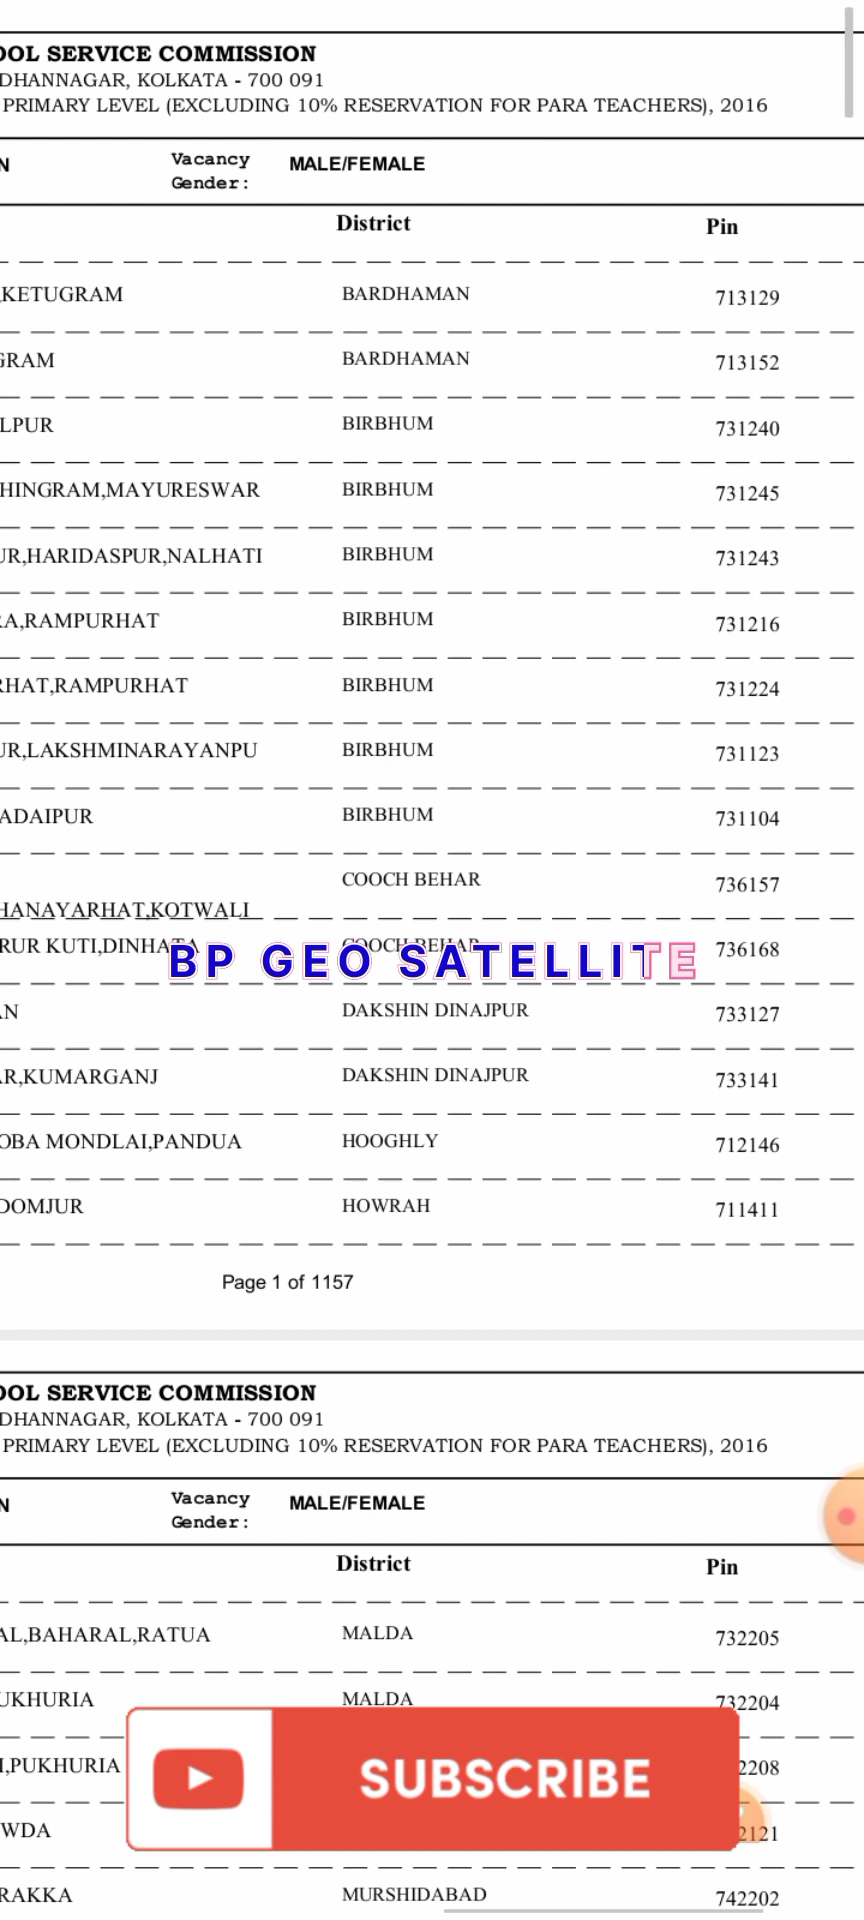 OOL SERVICE COMMISSION
DHANNAGAR, KOLKATA - 700 091
PRIMARY LEVEL (EXCLUDING 10% RESERVATION FOR PARA TEACHERS), 2016
N Vacancy Gender: MALE/FEMALE
District Pin
,KETUGRAM BARDHAMAN 713129
GRAM BARDHAMAN 713152
LPUR BIRBHUM 731240
HINGRAM,MAYURESWAR BIRBHUM 731245
UR,HARIDASPUR,NALHATI BIRBHUM 731243
RA,RAMPURHAT BIRBHUM 731216
RHAT,RAMPURHAT BIRBHUM 731224
UR,LAKSHMINARAYANPU BIRBHUM 731123
ADAIPUR BIRBHUM 731104
COOCH BEHAR 736157
HANAYARHAT,KOTWALI
RUR KUTI,DINHATA COOCH BEHAR 736168
BP GEO SATELLITE
AN DAKSHIN DINAJPUR 733127
AR,KUMARGANJ DAKSHIN DINAJPUR 733141
OBA MONDLAI,PANDUA HOOGHLY 712146
DOMJUR HOWRAH 711411
Page 1 of 1157
OOL SERVICE COMMISSION
DHANNAGAR, KOLKATA - 700 091
PRIMARY LEVEL (EXCLUDING 10% RESERVATION FOR PARA TEACHERS), 2016
N Vacancy Gender: MALE/FEMALE
District Pin
AL,BAHARAL,RATUA MALDA 732205
UKHURIA MALDA 732204
I,PUKHURIA 2208
SUBSCRIBE
WDA 2121
RAKKA MURSHIDABAD 742202